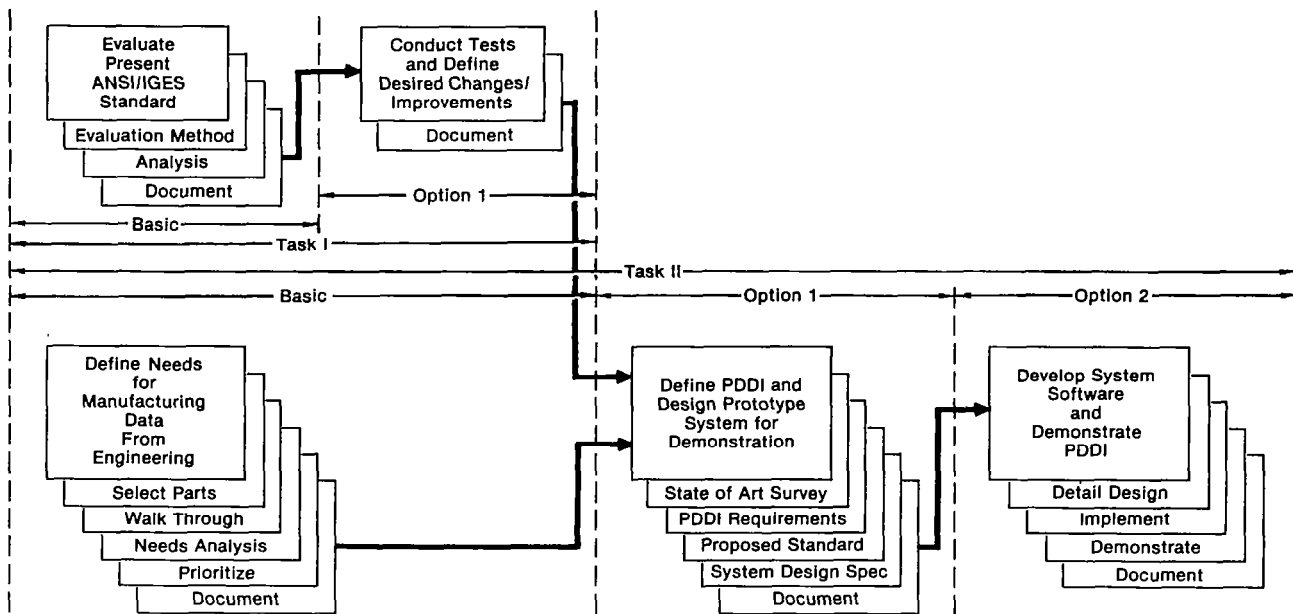 Evaluate
Present
ANSI/IGES
Standard
Evaluation Method
Analysis
Document
Conduct Tests
and Define
Desired Changes/
Improvements
Document
Option 1
Basic
Task I
Task II
Basic
Option 1
Option 2
Define Needs
for
Manufacturing
Data
From
Engineering
Select Parts
Walk Through
Needs Analysis
Prioritize
Document
Define PDDI and
Design Prototype
System for
Demonstration
State of Art Survey
PDDI Requirements
Proposed Standard
System Design Spec
Document
Develop System
Software
and
Demonstrate
PDDI
Detail Design
Implement
Demonstrate
Document